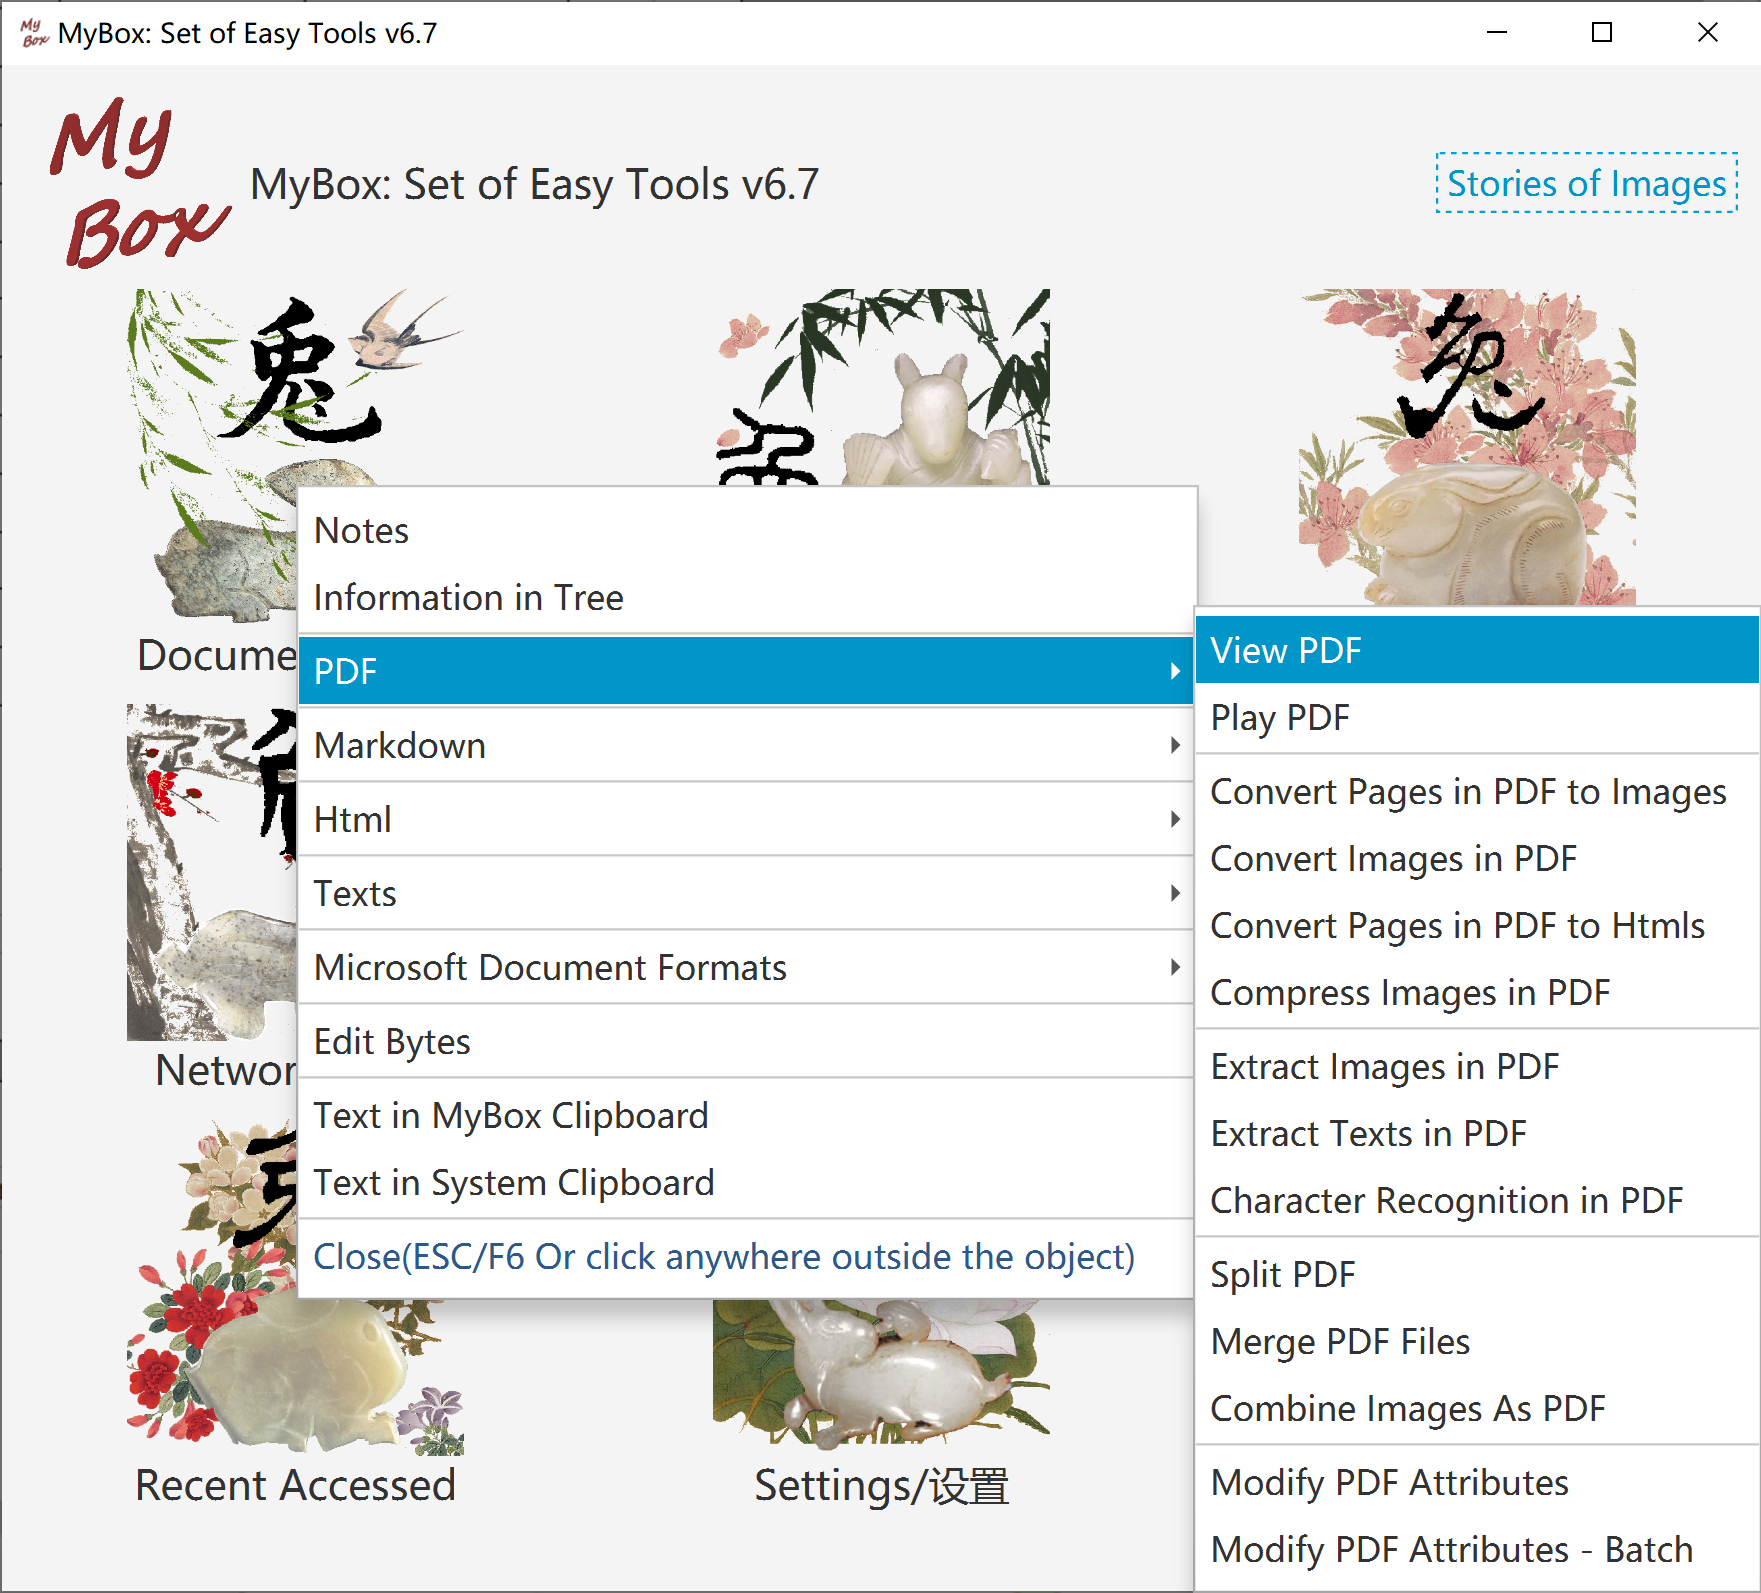 My Box
MyBox: Set of Easy Tools v6.7
My
Box
MyBox: Set of Easy Tools v6.7
Stories of Images
兔
兔
Docume
Networ
Recent Accessed
Settings/设置
Notes
Information in Tree
PDF
Markdown
Html
Texts
Microsoft Document Formats
Edit Bytes
Text in MyBox Clipboard
Text in System Clipboard
Close(ESC/F6 Or click anywhere outside the object)
View PDF
Play PDF
Convert Pages in PDF to Images
Convert Images in PDF
Convert Pages in PDF to Htmls
Compress Images in PDF
Extract Images in PDF
Extract Texts in PDF
Character Recognition in PDF
Split PDF
Merge PDF Files
Combine Images As PDF
Modify PDF Attributes
Modify PDF Attributes - Batch